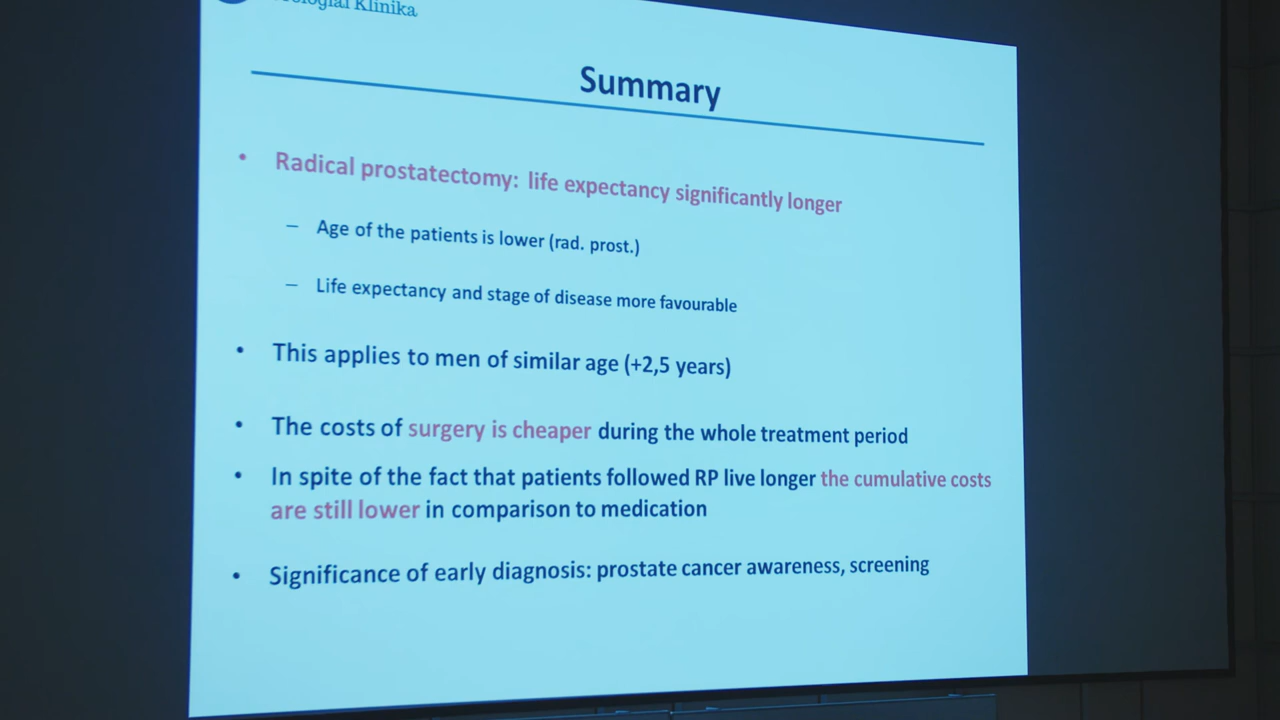 Klinika
Summary
• Radical prostatectomy: life expectancy significantly longer
– Age of the patients is lower (rad. prost.)
– Life expectancy and stage of disease more favourable
• This applies to men of similar age (+2,5 years)
• The costs of surgery is cheaper during the whole treatment period
• In spite of the fact that patients followed RP live longer the cumulative costs
are still lower in comparison to medication
• Significance of early diagnosis: prostate cancer awareness, screening